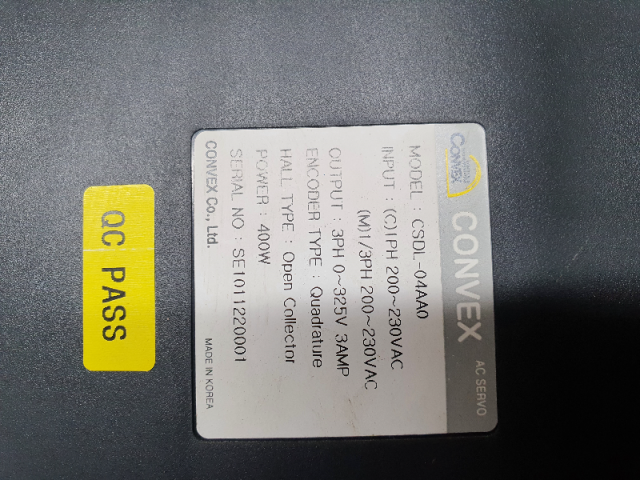 CONVEX
CONVEX AC SERVO
MODEL : CSDL-04AA0
INPUT : (C)1PH 200~230VAC
(M)1/3PH 200~230VAC
OUTPUT : 3PH 0~325V 3AMP
ENCODER TYPE : Quadrature
HALL TYPE : Open Collector
POWER : 400W
SERIAL NO : SE1011220001
CONVEX Co., Ltd. MADE IN KOREA
QC PASS